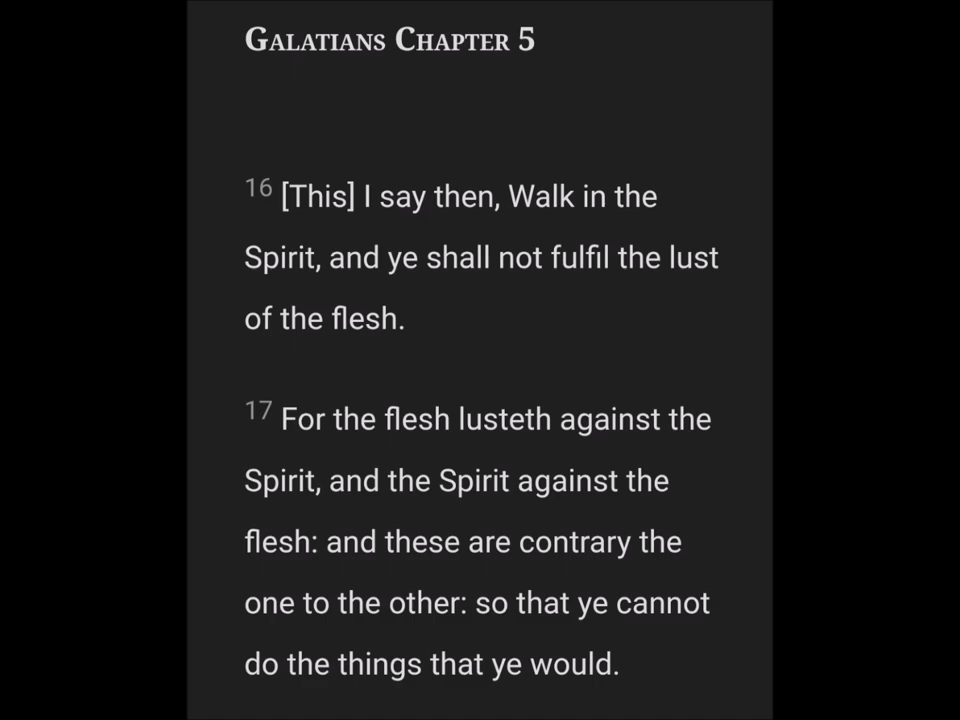 Galatians Chapter 5
16 [This] I say then, Walk in the
Spirit, and ye shall not fulfil the lust
of the flesh.
17 For the flesh lusteth against the
Spirit, and the Spirit against the
flesh: and these are contrary the
one to the other: so that ye cannot
do the things that ye would.